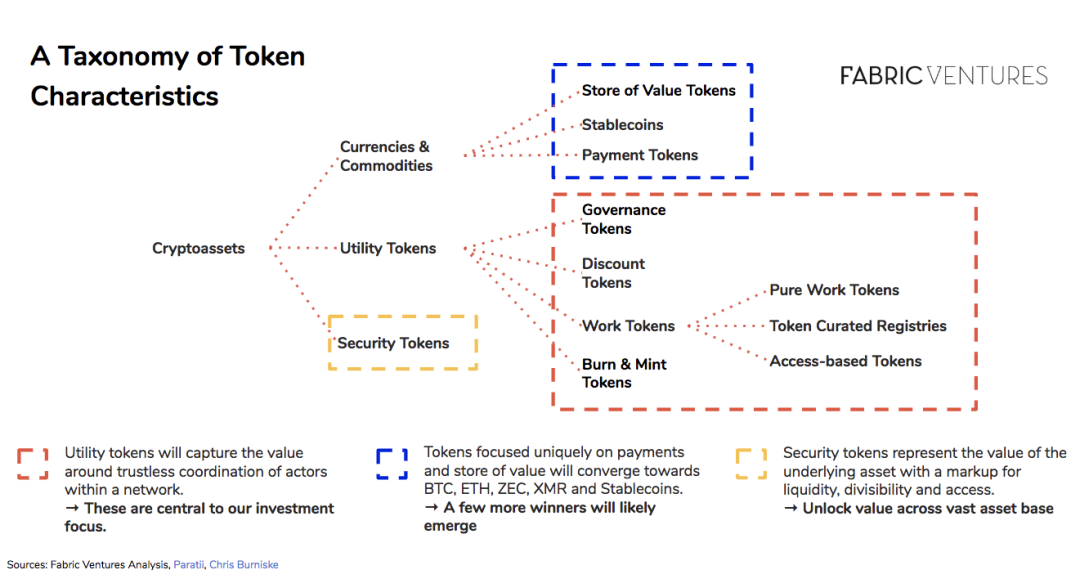 A Taxonomy of Token
Characteristics
FABRIC VENTURES
Store of Value Tokens
Stablecoins
Payment Tokens
Currencies &
Commodities
Governance
Tokens
Cryptoassets
Utility Tokens
Discount
Tokens
Pure Work Tokens
Work Tokens
Token Curated Registries
Security Tokens
Access-based Tokens
Burn & Mint
Tokens
Utility tokens will capture the value
around trustless coordination of actors
within a network.
→ These are central to our investment
focus.
Tokens focused uniquely on payments
and store of value will converge towards
BTC, ETH, ZEC, XMR and Stablecoins.
→ A few more winners will likely
emerge
Security tokens represent the value of the
underlying asset with a markup for
liquidity, divisibility and access.
→ Unlock value across vast asset base
Sources: Fabric Ventures Analysis, Paratii, Chris Burniske